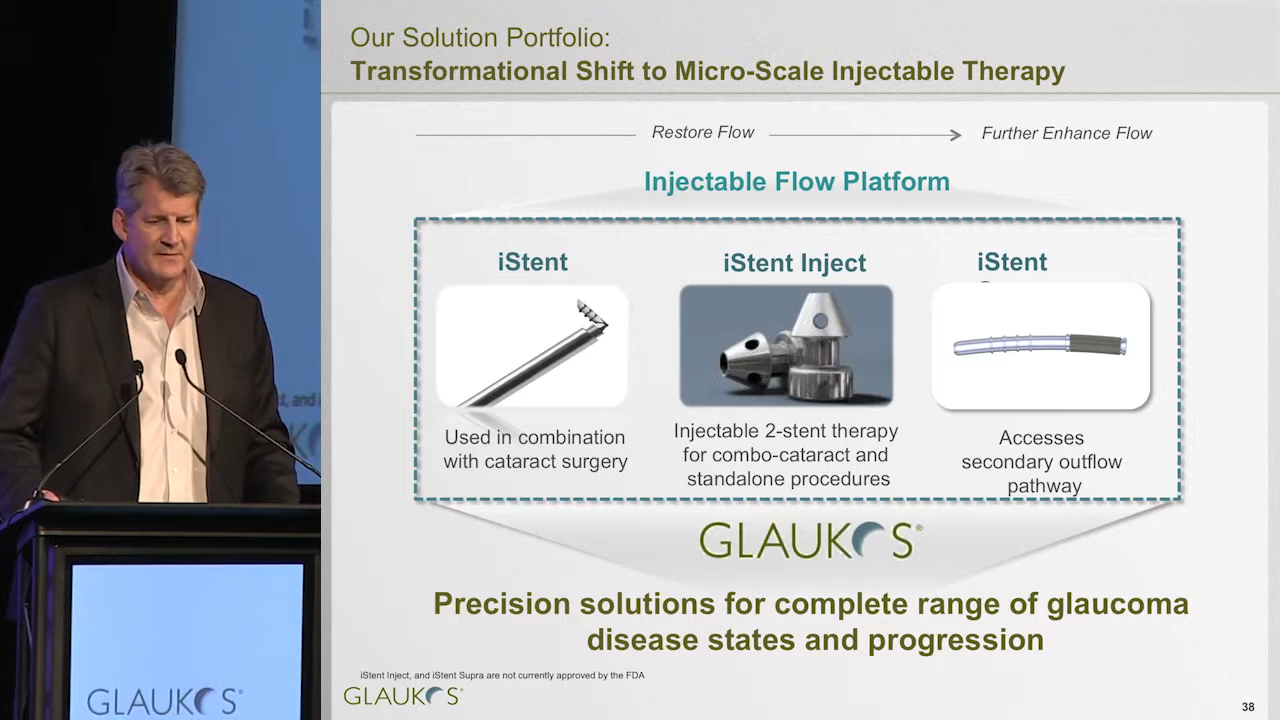 Our Solution Portfolio:
Transformational Shift to Micro-Scale Injectable Therapy
Restore Flow
Further Enhance Flow
Injectable Flow Platform
iStent
iStent Inject
iStent
Used in combination
with cataract surgery
Injectable 2-stent therapy
for combo-cataract and
standalone procedures
Accesses
secondary outflow
pathway
GLAUKOS®
Precision solutions for complete range of glaucoma
disease states and progression
iStent Inject, and iStent Supra are not currently approved by the FDA
GLAUKOS®
38
GLAUKOS®